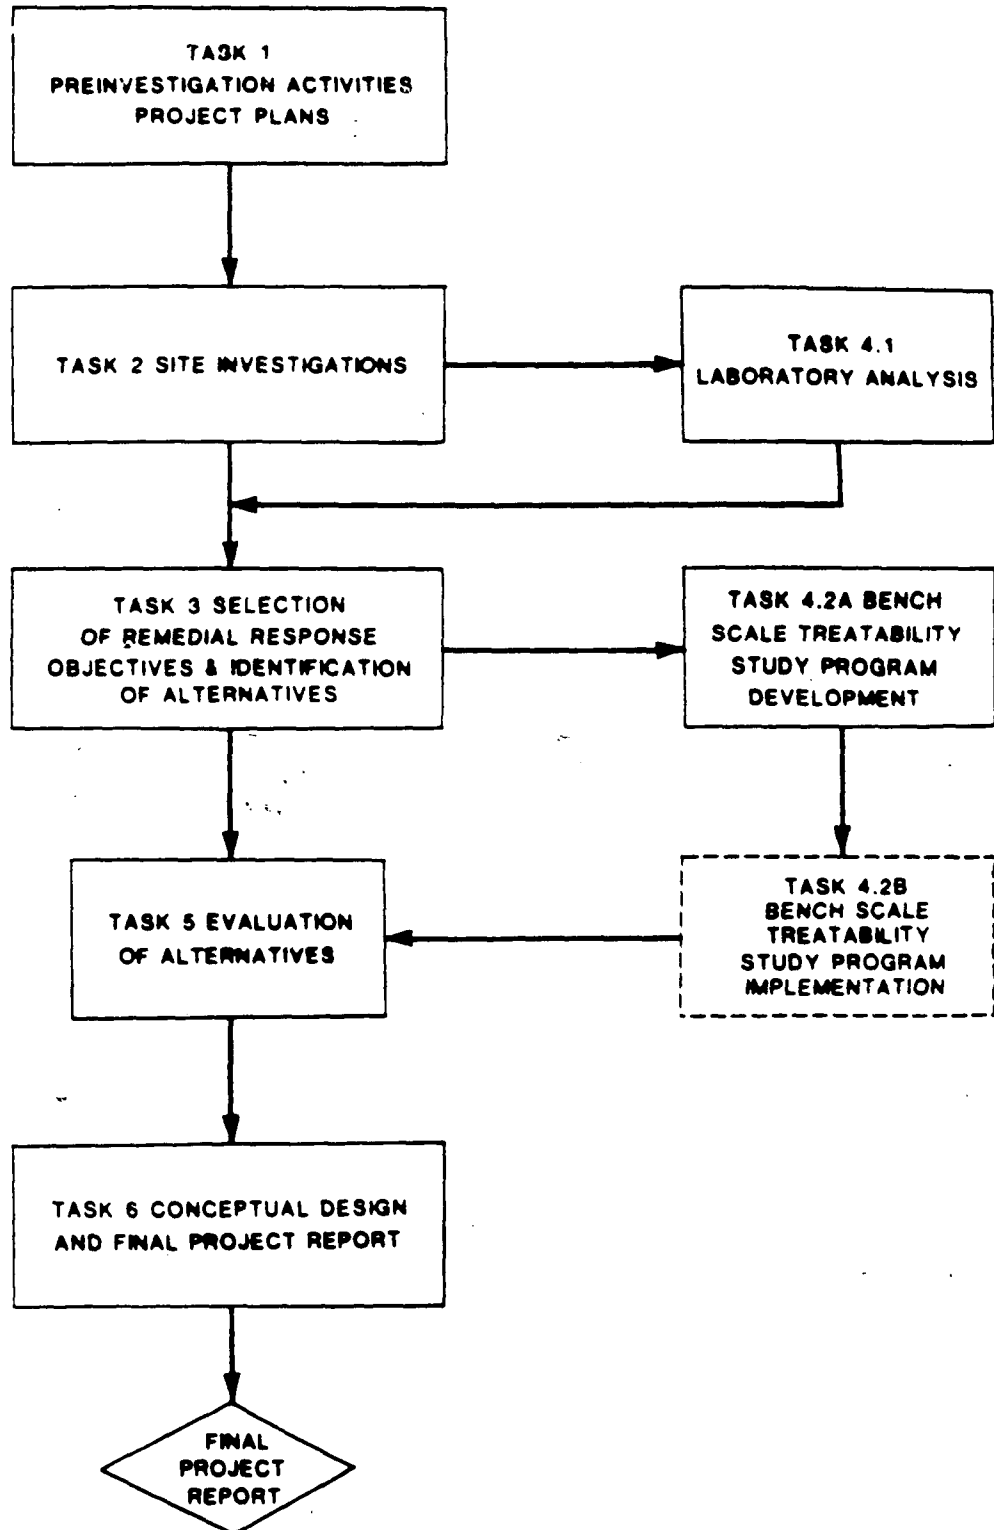 TASK 1
PREINVESTIGATION ACTIVITIES
PROJECT PLANS
TASK 2 SITE INVESTIGATIONS
TASK 4.1
LABORATORY ANALYSIS
TASK 3 SELECTION
OF REMEDIAL RESPONSE
OBJECTIVES & IDENTIFICATION
OF ALTERNATIVES
TASK 4.2A BENCH
SCALE TREATABILITY
STUDY PROGRAM
DEVELOPMENT
TASK 5 EVALUATION
OF ALTERNATIVES
TASK 4.2B
BENCH SCALE
TREATABILITY
STUDY PROGRAM
IMPLEMENTATION
TASK 6 CONCEPTUAL DESIGN
AND FINAL PROJECT REPORT
FINAL
PROJECT
REPORT